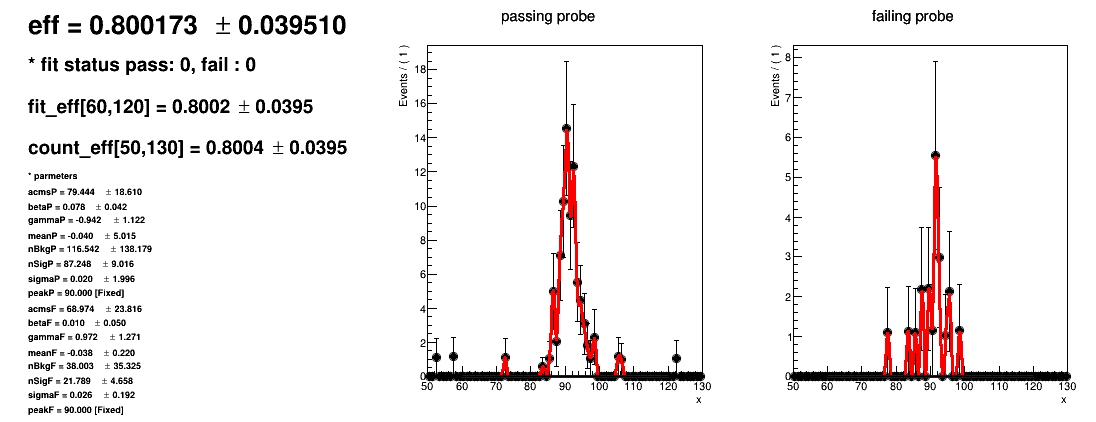 eff = 0.800173 ± 0.039510
* fit status pass: 0, fail : 0
fit_eff[60,120] = 0.8002 ± 0.0395
count_eff[50,130] = 0.8004 ± 0.0395
* parmeters
acmsP = 79.444 ± 18.610
betaP = 0.078 ± 0.042
gammaP = -0.942 ± 1.122
meanP = -0.040 ± 5.015
nBkgP = 116.542 ± 138.179
nSigP = 87.248 ± 9.016
sigmaP = 0.020 ± 1.996
peakP = 90.000 [Fixed]
acmsF = 68.974 ± 23.816
betaF = 0.010 ± 0.050
gammaF = 0.972 ± 1.271
meanF = -0.038 ± 0.220
nBkgF = 38.003 ± 35.325
nSigF = 21.789 ± 4.658
sigmaF = 0.026 ± 0.192
peakF = 90.000 [Fixed]
passing probe
Events / ( 1 )
18
16
14
12
10
8
6
4
2
0
50 60 70 80 90 100 110 120 130
x
failing probe
Events / ( 1 )
8
7
6
5
4
3
2
1
0
50 60 70 80 90 100 110 120 130
x